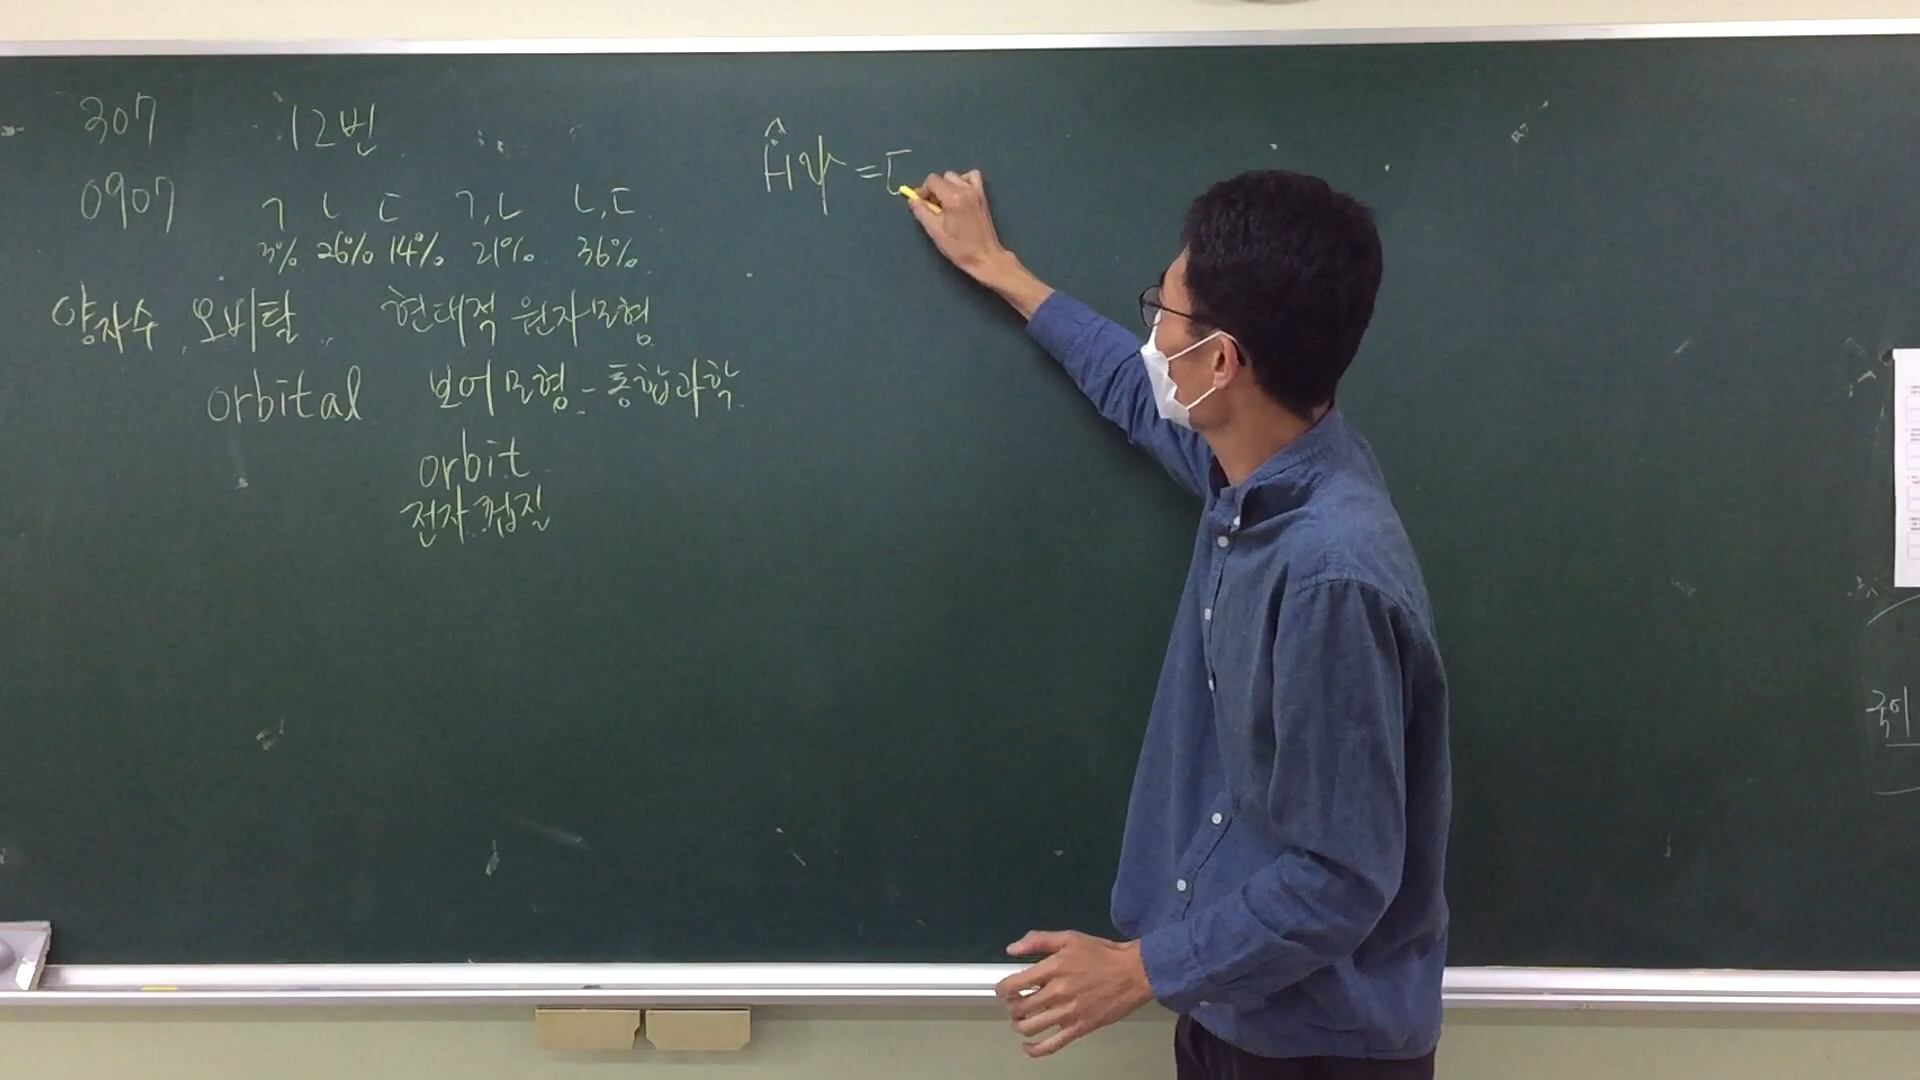 307 12번
0907 ㄱ ㄴ ㄷ ㄱ,ㄴ ㄴ,ㄷ
3% 26% 14% 21% 36%
양자수 오비탈 현대적 원자모형
orbital 보어모형 - 통합과학
orbit
전자껍질
Ĥψ = E
국어